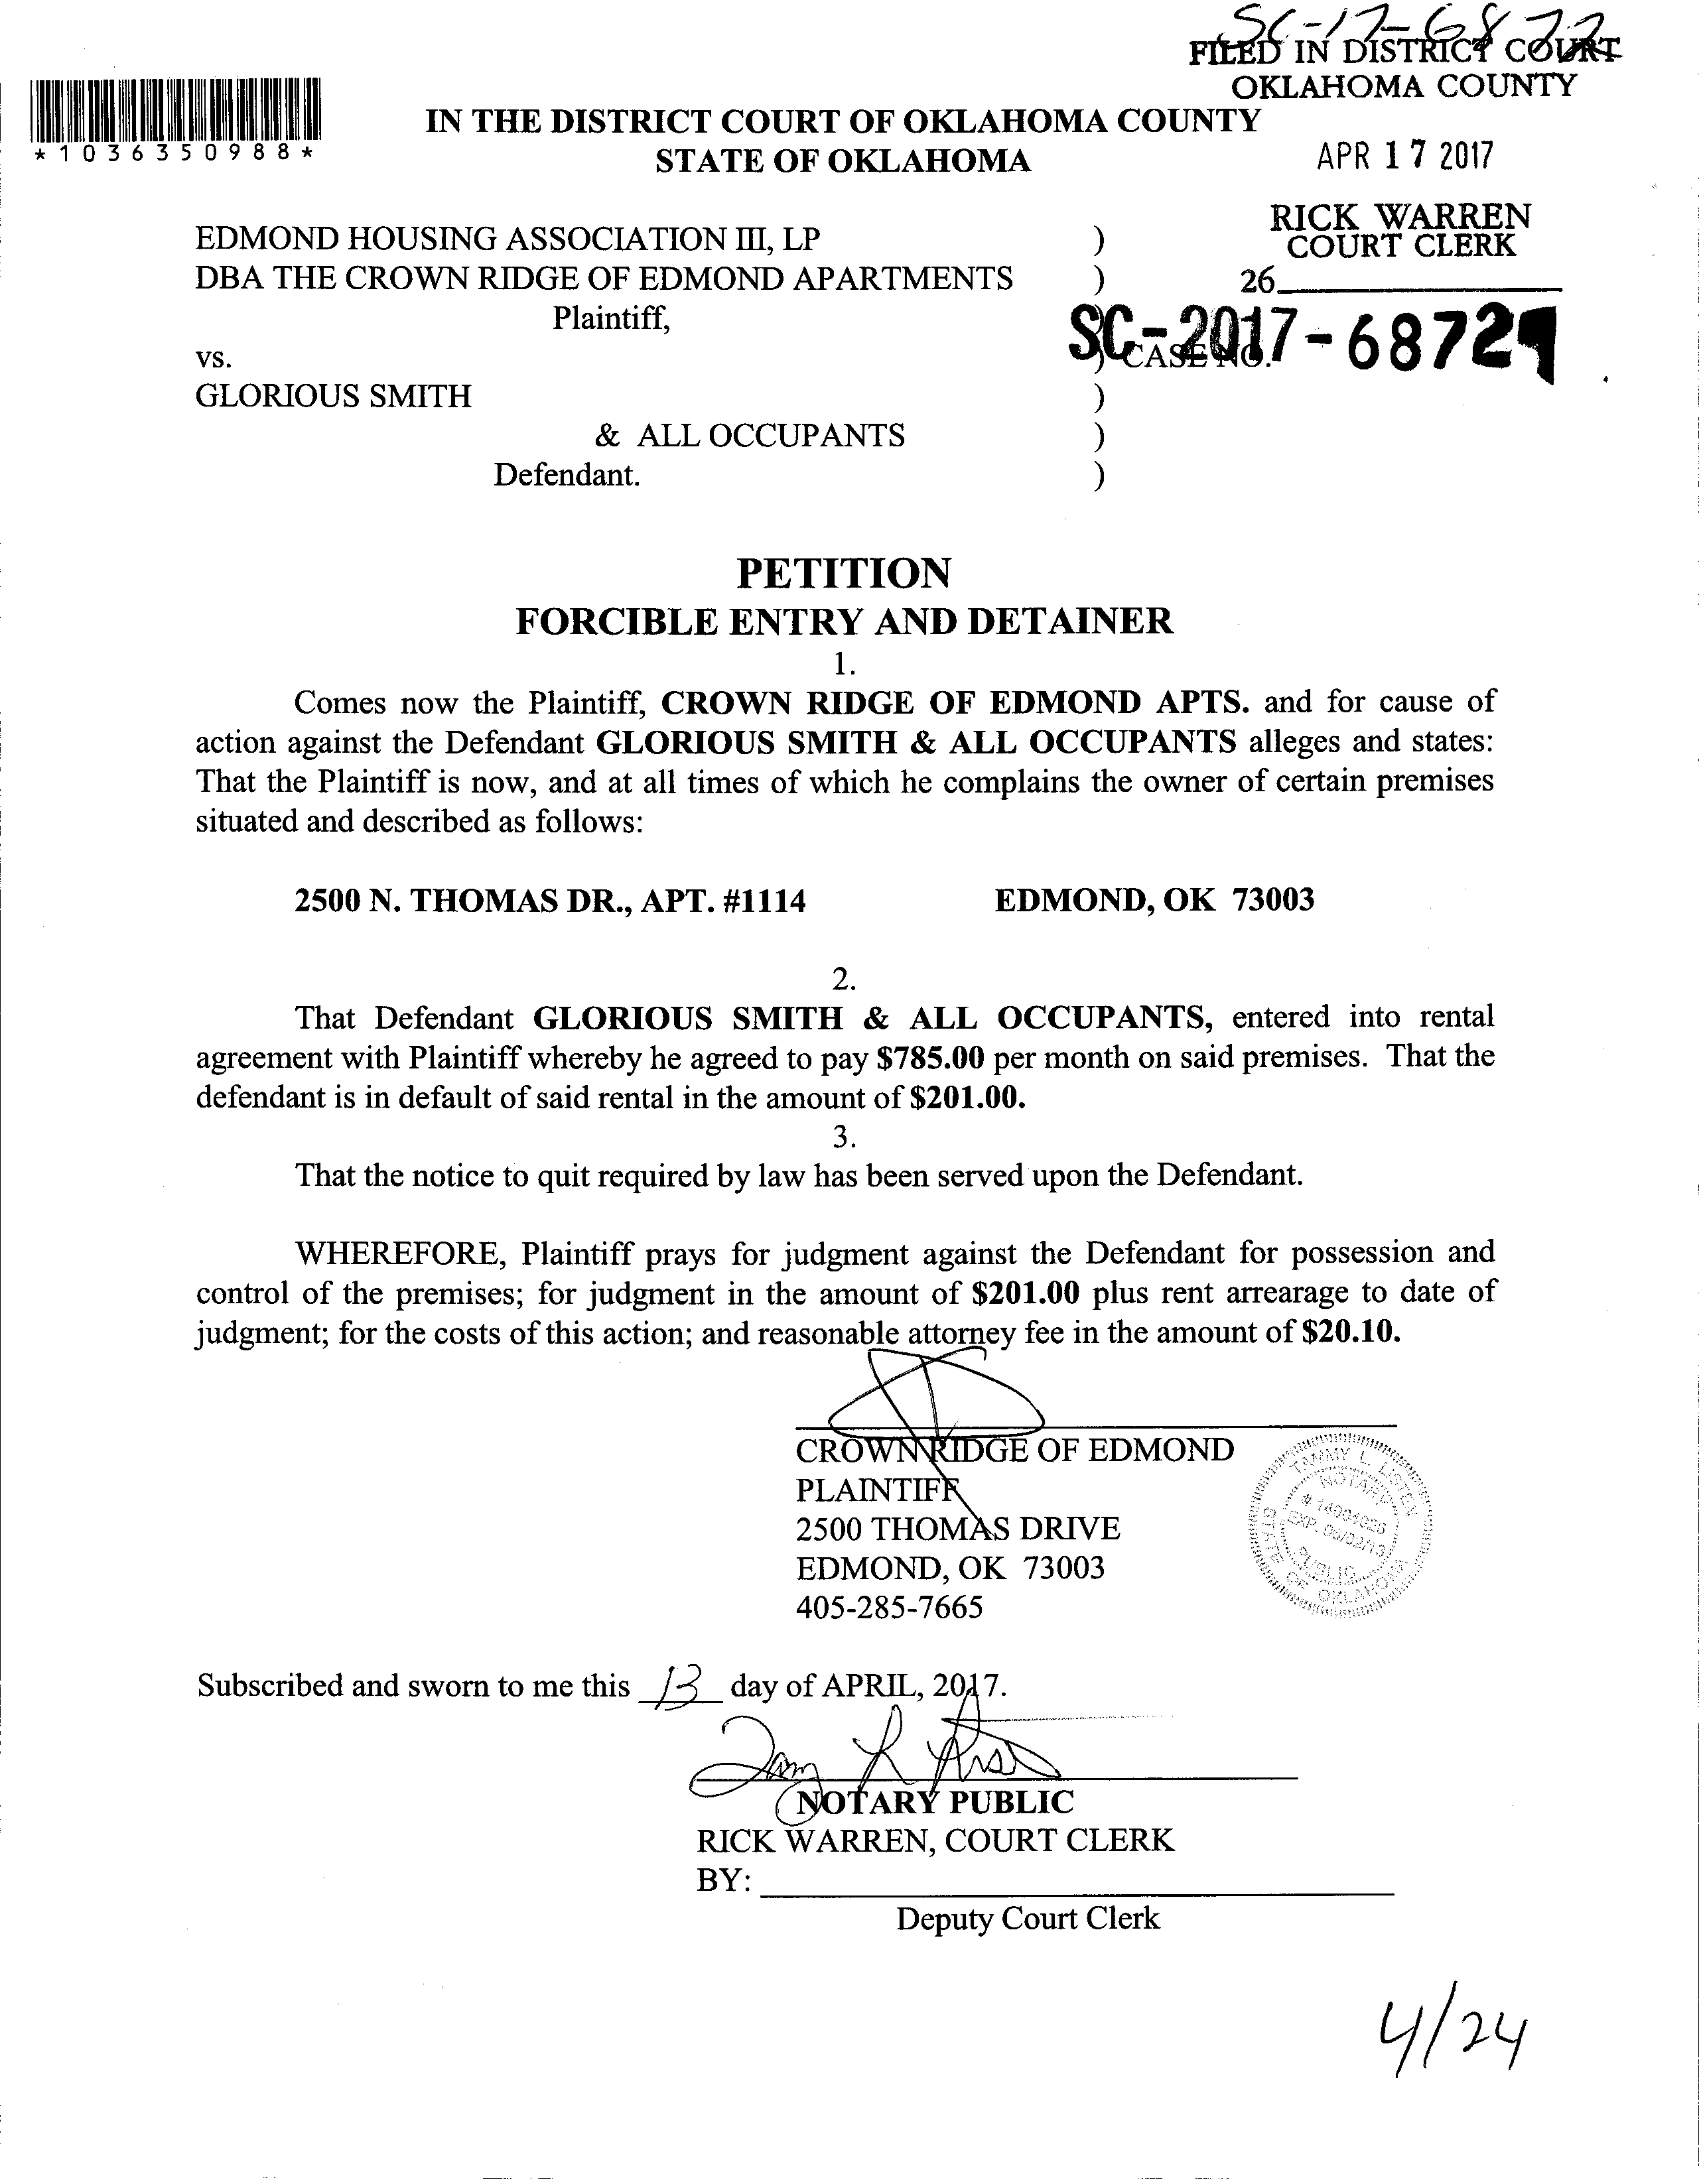 SC-17-6872
FILED IN DISTRICT COURT
OKLAHOMA COUNTY
*1036350988*
IN THE DISTRICT COURT OF OKLAHOMA COUNTY
STATE OF OKLAHOMA
APR 17 2017
RICK WARREN
COURT CLERK
26
EDMOND HOUSING ASSOCIATION III, LP )
DBA THE CROWN RIDGE OF EDMOND APARTMENTS )
Plaintiff, )
SC-2017-6872
vs. ) CASE NO.
GLORIOUS SMITH )
& ALL OCCUPANTS )
Defendant. )
PETITION
FORCIBLE ENTRY AND DETAINER
1.
Comes now the Plaintiff, CROWN RIDGE OF EDMOND APTS. and for cause of
action against the Defendant GLORIOUS SMITH & ALL OCCUPANTS alleges and states:
That the Plaintiff is now, and at all times of which he complains the owner of certain premises
situated and described as follows:
2500 N. THOMAS DR., APT. #1114 EDMOND, OK 73003
2.
That Defendant GLORIOUS SMITH & ALL OCCUPANTS, entered into rental
agreement with Plaintiff whereby he agreed to pay $785.00 per month on said premises. That the
defendant is in default of said rental in the amount of $201.00.
3.
That the notice to quit required by law has been served upon the Defendant.
WHEREFORE, Plaintiff prays for judgment against the Defendant for possession and
control of the premises; for judgment in the amount of $201.00 plus rent arrearage to date of
judgment; for the costs of this action; and reasonable attorney fee in the amount of $20.10.
CROWN RIDGE OF EDMOND
PLAINTIFF
2500 THOMAS DRIVE
EDMOND, OK 73003
405-285-7665
TAMMY L. LISTEN
NOTARY
# 14004026
PUBLIC
STATE OF OKLAHOMA
Subscribed and sworn to me this 13 day of APRIL, 2017.
NOTARY PUBLIC
RICK WARREN, COURT CLERK
BY:
Deputy Court Clerk
4/24